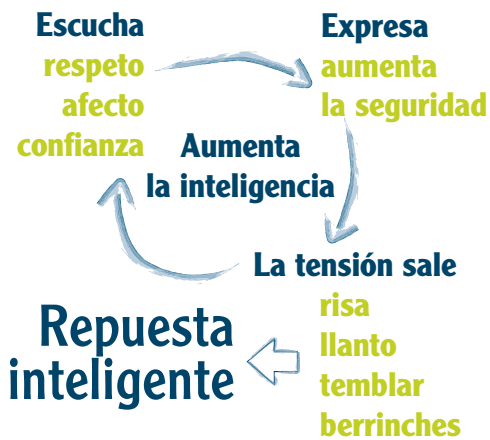 Escucha
respeto
afecto
confianza
Expresa
aumenta
la seguridad
Aumenta
la inteligencia
La tensión sale
risa
llanto
temblar
berrinches
Repuesta
inteligente